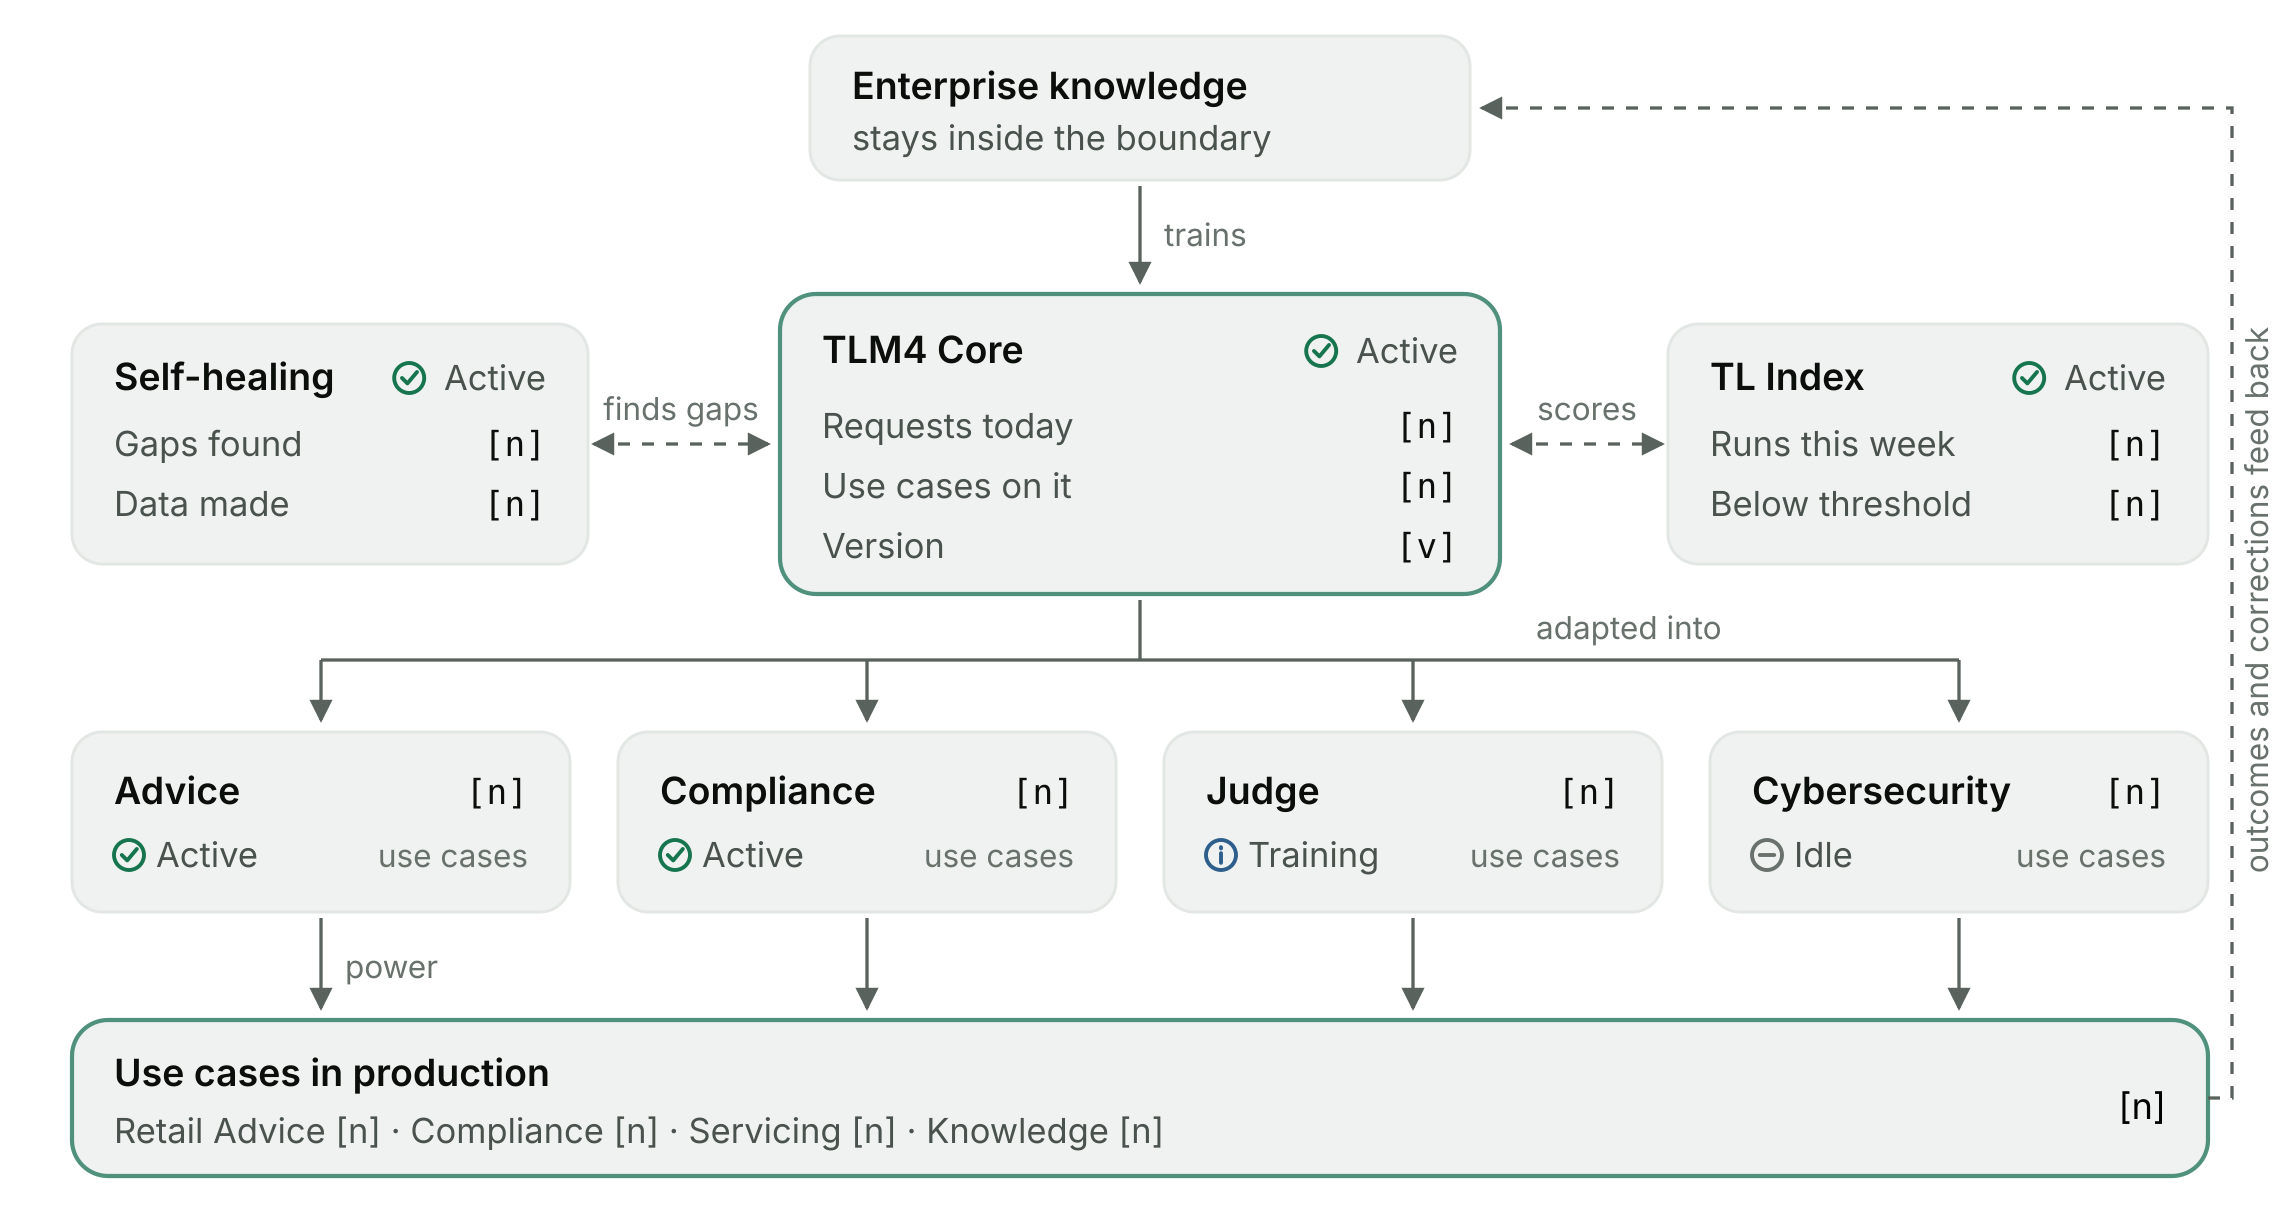 Enterprise knowledge
stays inside the boundary
trains
Self-healing Active
Gaps found [n]
Data made [n]
finds gaps
TLM4 Core Active
Requests today [n]
Use cases on it [n]
Version [v]
scores
TL Index Active
Runs this week [n]
Below threshold [n]
outcomes and corrections feed back
adapted into
Advice [n]
Active use cases
Compliance [n]
Active use cases
Judge [n]
Training use cases
Cybersecurity [n]
Idle use cases
power
Use cases in production
Retail Advice [n] · Compliance [n] · Servicing [n] · Knowledge [n]
[n]